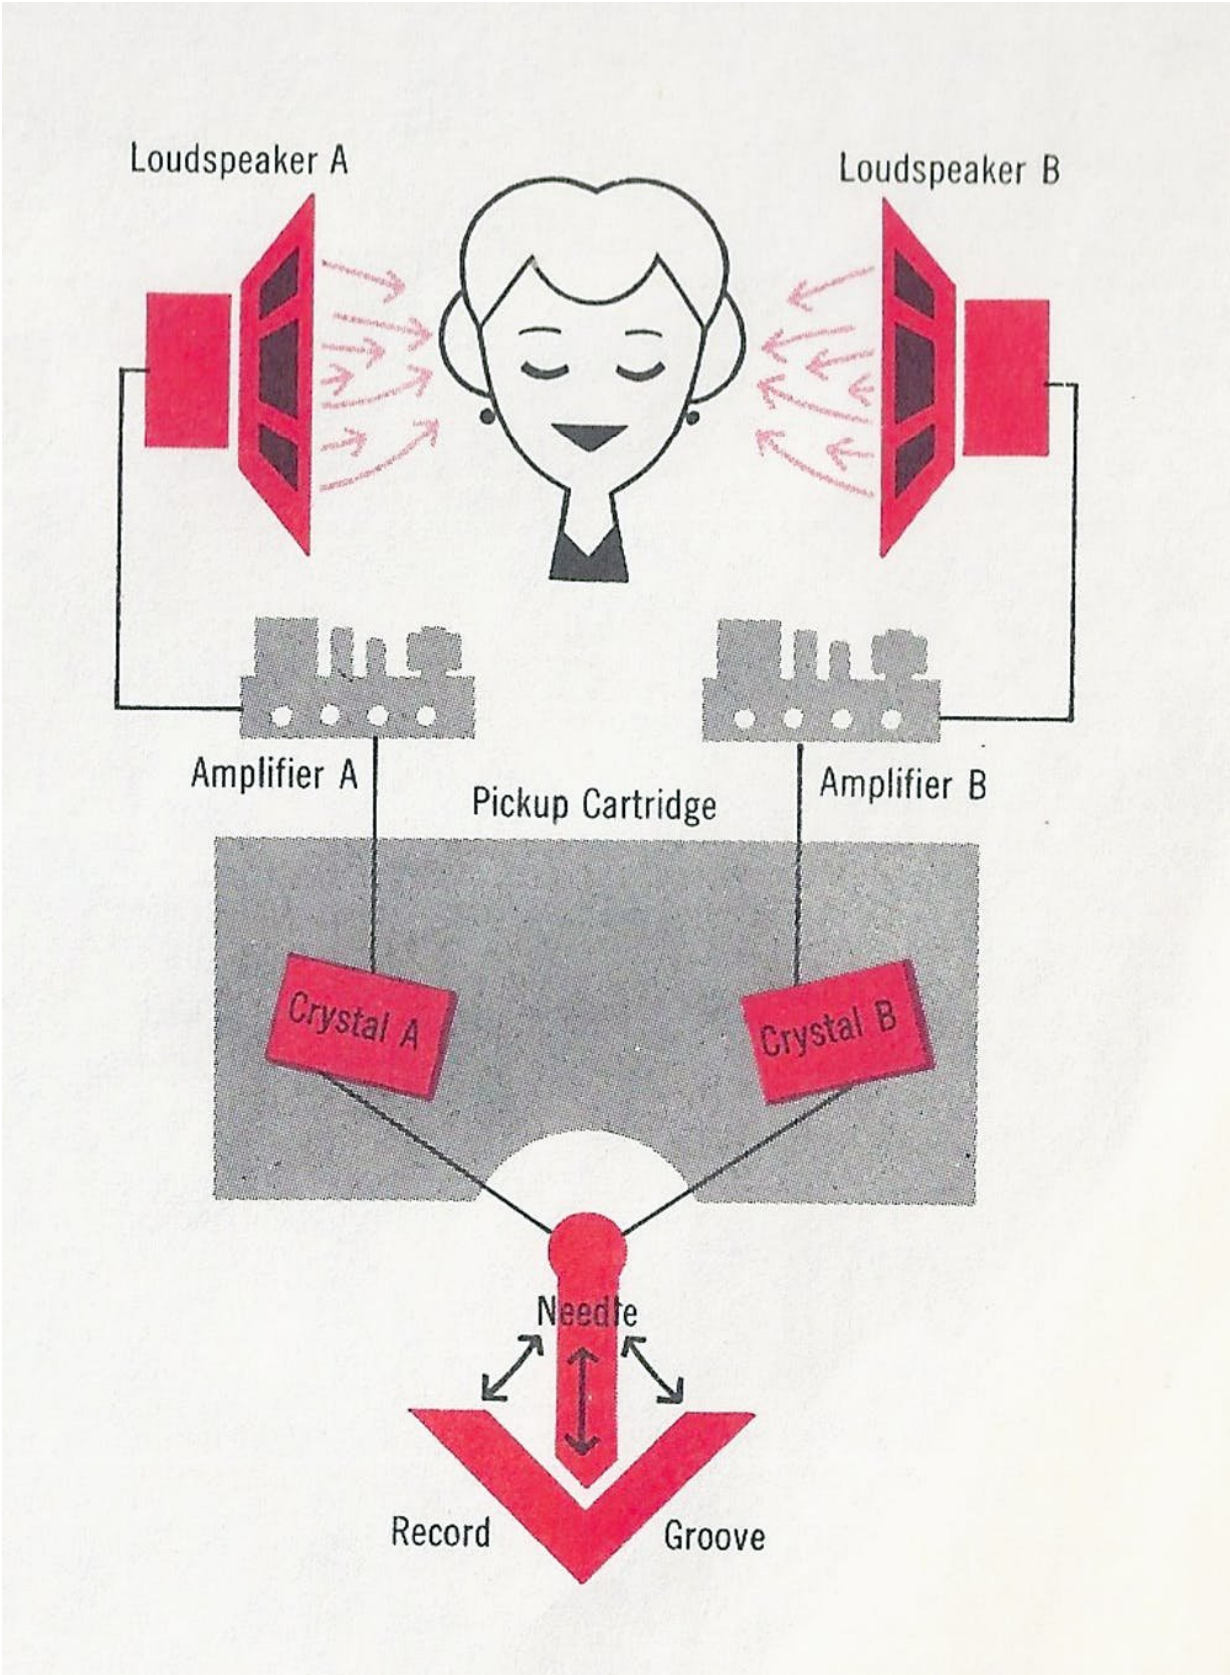 Loudspeaker A
Loudspeaker B
Amplifier A
Amplifier B
Pickup Cartridge
Crystal A
Crystal B
Needle
Record
Groove